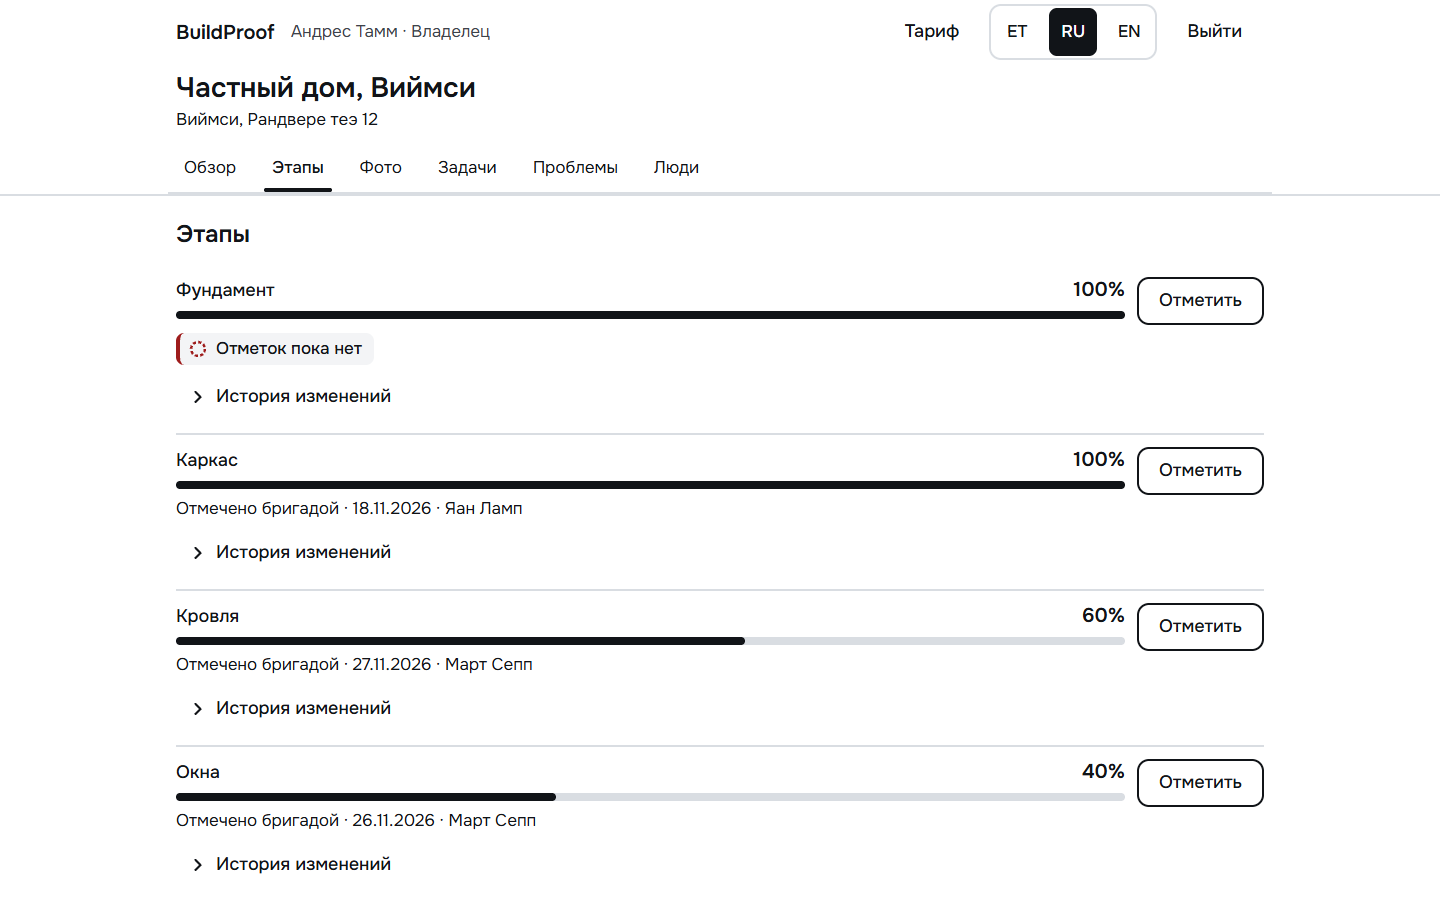 BuildProof Андрес Тамм · Владелец Тариф ET RU EN Выйти
Частный дом, Виймси
Виймси, Рандвере теэ 12
Обзор Этапы Фото Задачи Проблемы Люди
Этапы
Фундамент 100% Отметить
Отметок пока нет
История изменений
Каркас 100% Отметить
Отмечено бригадой · 18.11.2026 · Яан Лампп
История изменений
Кровля 60% Отметить
Отмечено бригадой · 27.11.2026 · Март Сепп
История изменений
Окна 40% Отметить
Отмечено бригадой · 26.11.2026 · Март Сепп
История изменений